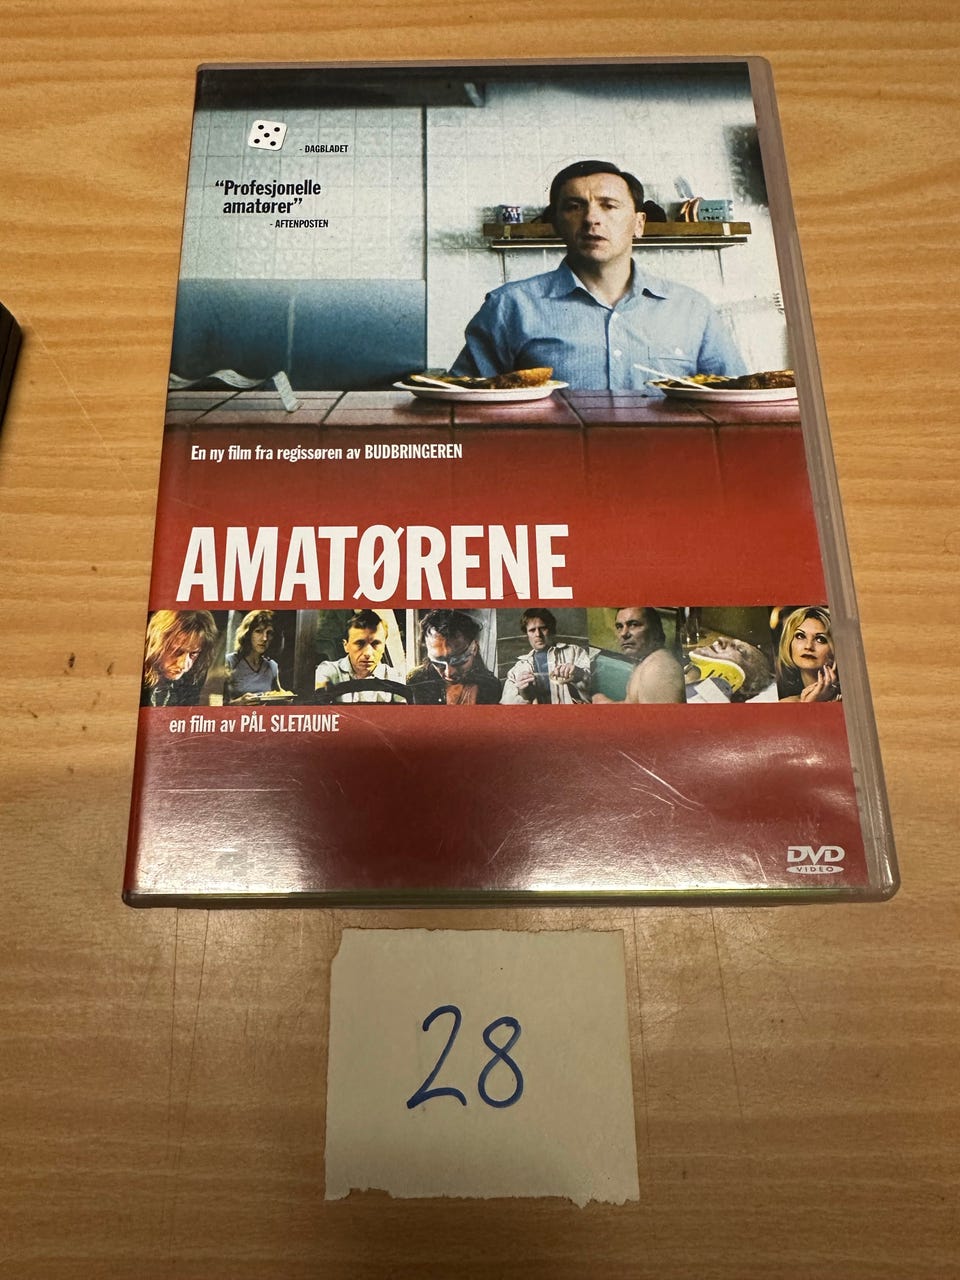 - DAGBLADET
"Profesjonelle
amatører"
- AFTENPOSTEN
En ny film fra regissøren av BUDBRINGEREN
AMATØRENE
en film av PÅL SLETAUNE
DVD
VIDEO
28